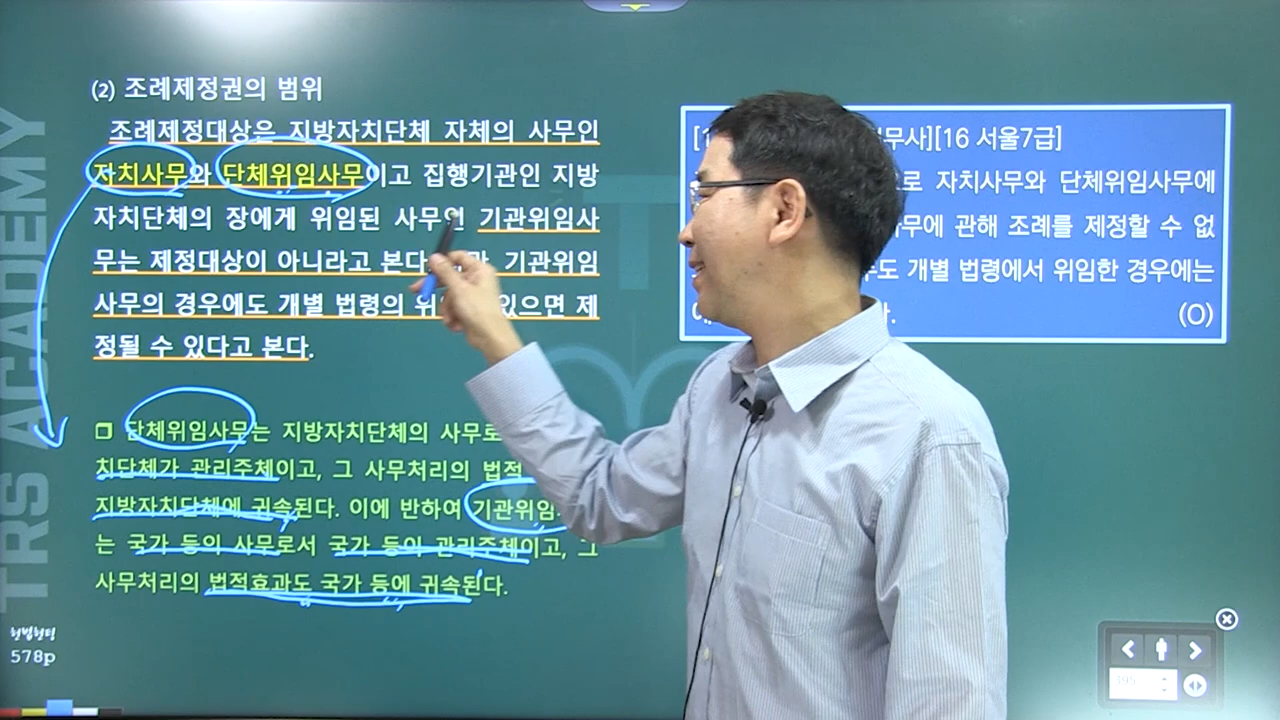 (2) 조례제정권의 범위
조례제정대상은 지방자치단체 자체의 사무인
자치사무와 단체위임사무이고 집행기관인 지방
자치단체의 장에게 위임된 사무인 기관위임사
무는 제정대상이 아니라고 본다. 기관위임
사무의 경우에도 개별 법령의 있으면 제
정될 수 있다고 본다.
❒ 단체위임사무는 지방자치단체의 사무로
치단체가 관리주체이고, 그 사무처리의 법적
지방자치단체에 귀속된다. 이에 반하여 기관위임
는 국가 등의 사무로서 국가 등이 관리주체이고, 그
사무처리의 법적효과도 국가 등에 귀속된다.
[16 서울7급]
로 자치사무와 단체위임사무에
관해 조례를 제정할 수 없
개별 법령에서 위임한 경우에는
(O)
TRS ACADEMY
헌법헌팅
578p